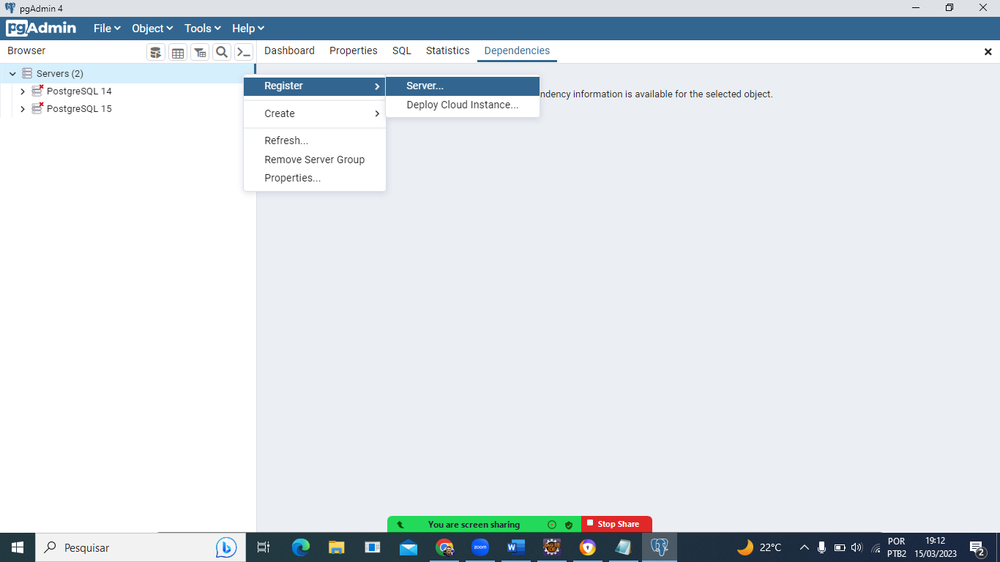 pgAdmin 4
pgAdmin File Object Tools Help
Browser
Dashboard Properties SQL Statistics Dependencies
Servers (2)
PostgreSQL 14
PostgreSQL 15
Register
Create
Refresh...
Remove Server Group
Properties...
Server...
Deploy Cloud Instance...
ndency information is available for the selected object.
You are screen sharing Stop Share
Pesquisar
zoom
W
22°C
POR
PTB2
19:12
15/03/2023
2